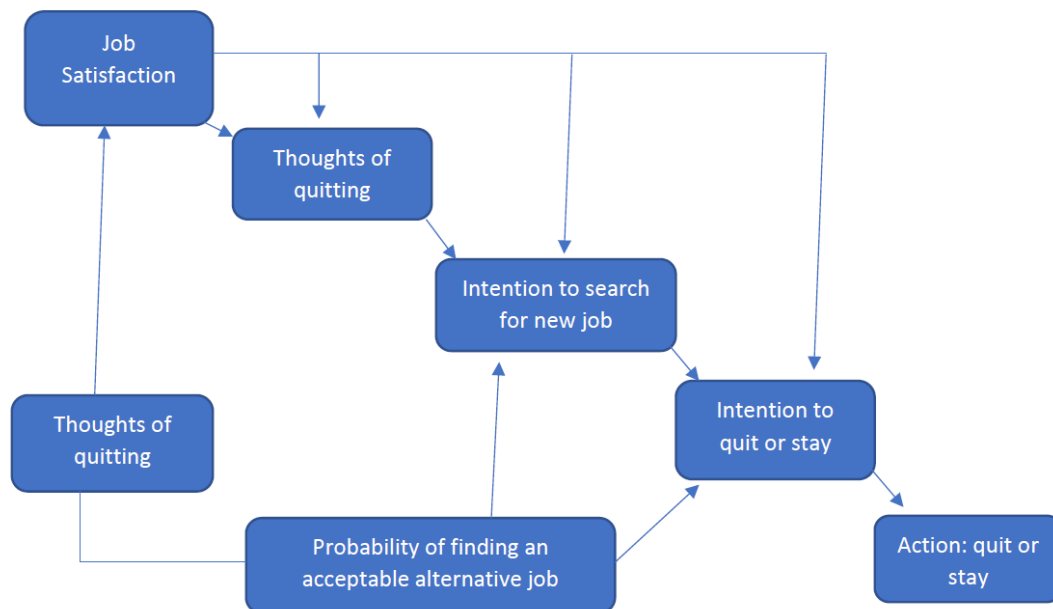 Job
Satisfaction
Thoughts of
quitting
Intention to search
for new job
Thoughts of
quitting
Intention to
quit or stay
Probability of finding an
acceptable alternative job
Action: quit or
stay